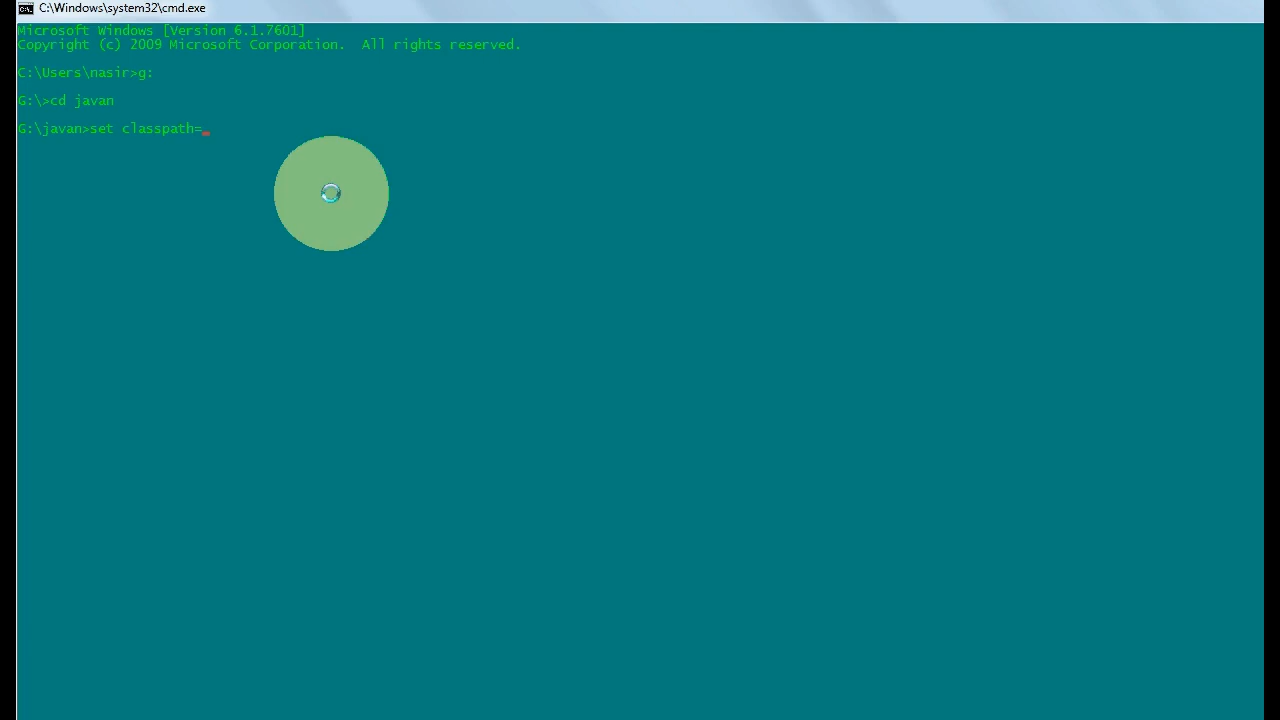 C:\Windows\system32\cmd.exe
Microsoft Windows [Version 6.1.7601]
Copyright (c) 2009 Microsoft Corporation.  All rights reserved.
C:\Users\nasir>g:
G:\>cd javan
G:\javan>set classpath=